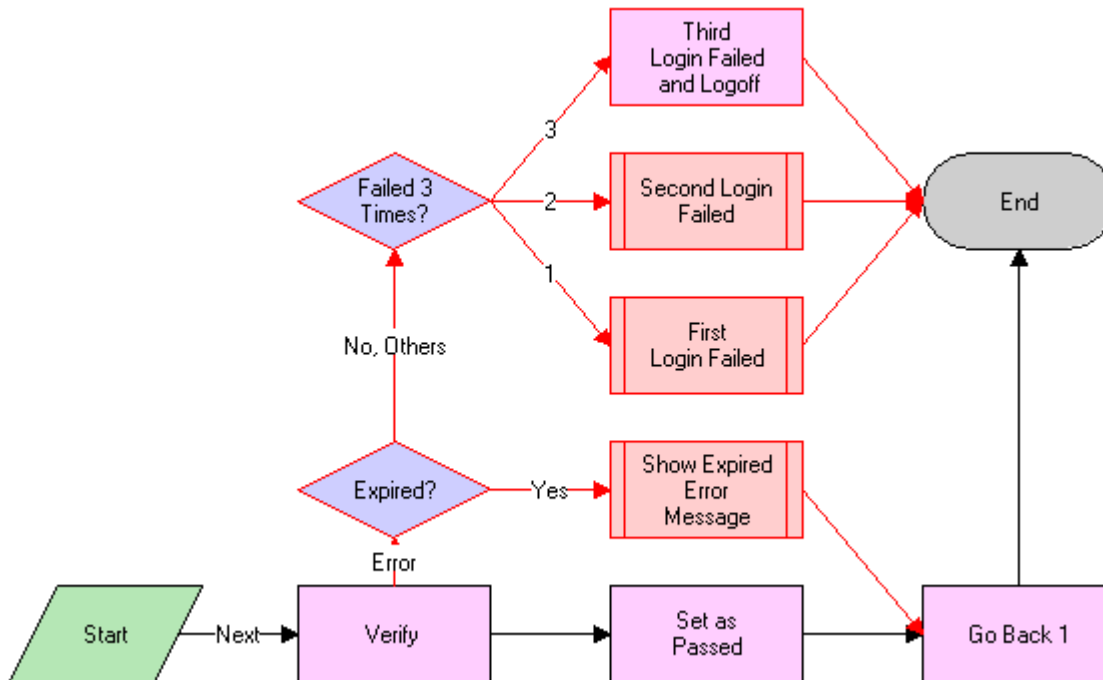 Third
Login Failed
and Logoff
3
Failed 3
Times?
2
Second Login
Failed
End
1
First
Login Failed
No, Others
Expired?
Yes
Show Expired
Error
Message
Error
Start
Next
Verify
Set as
Passed
Go Back 1